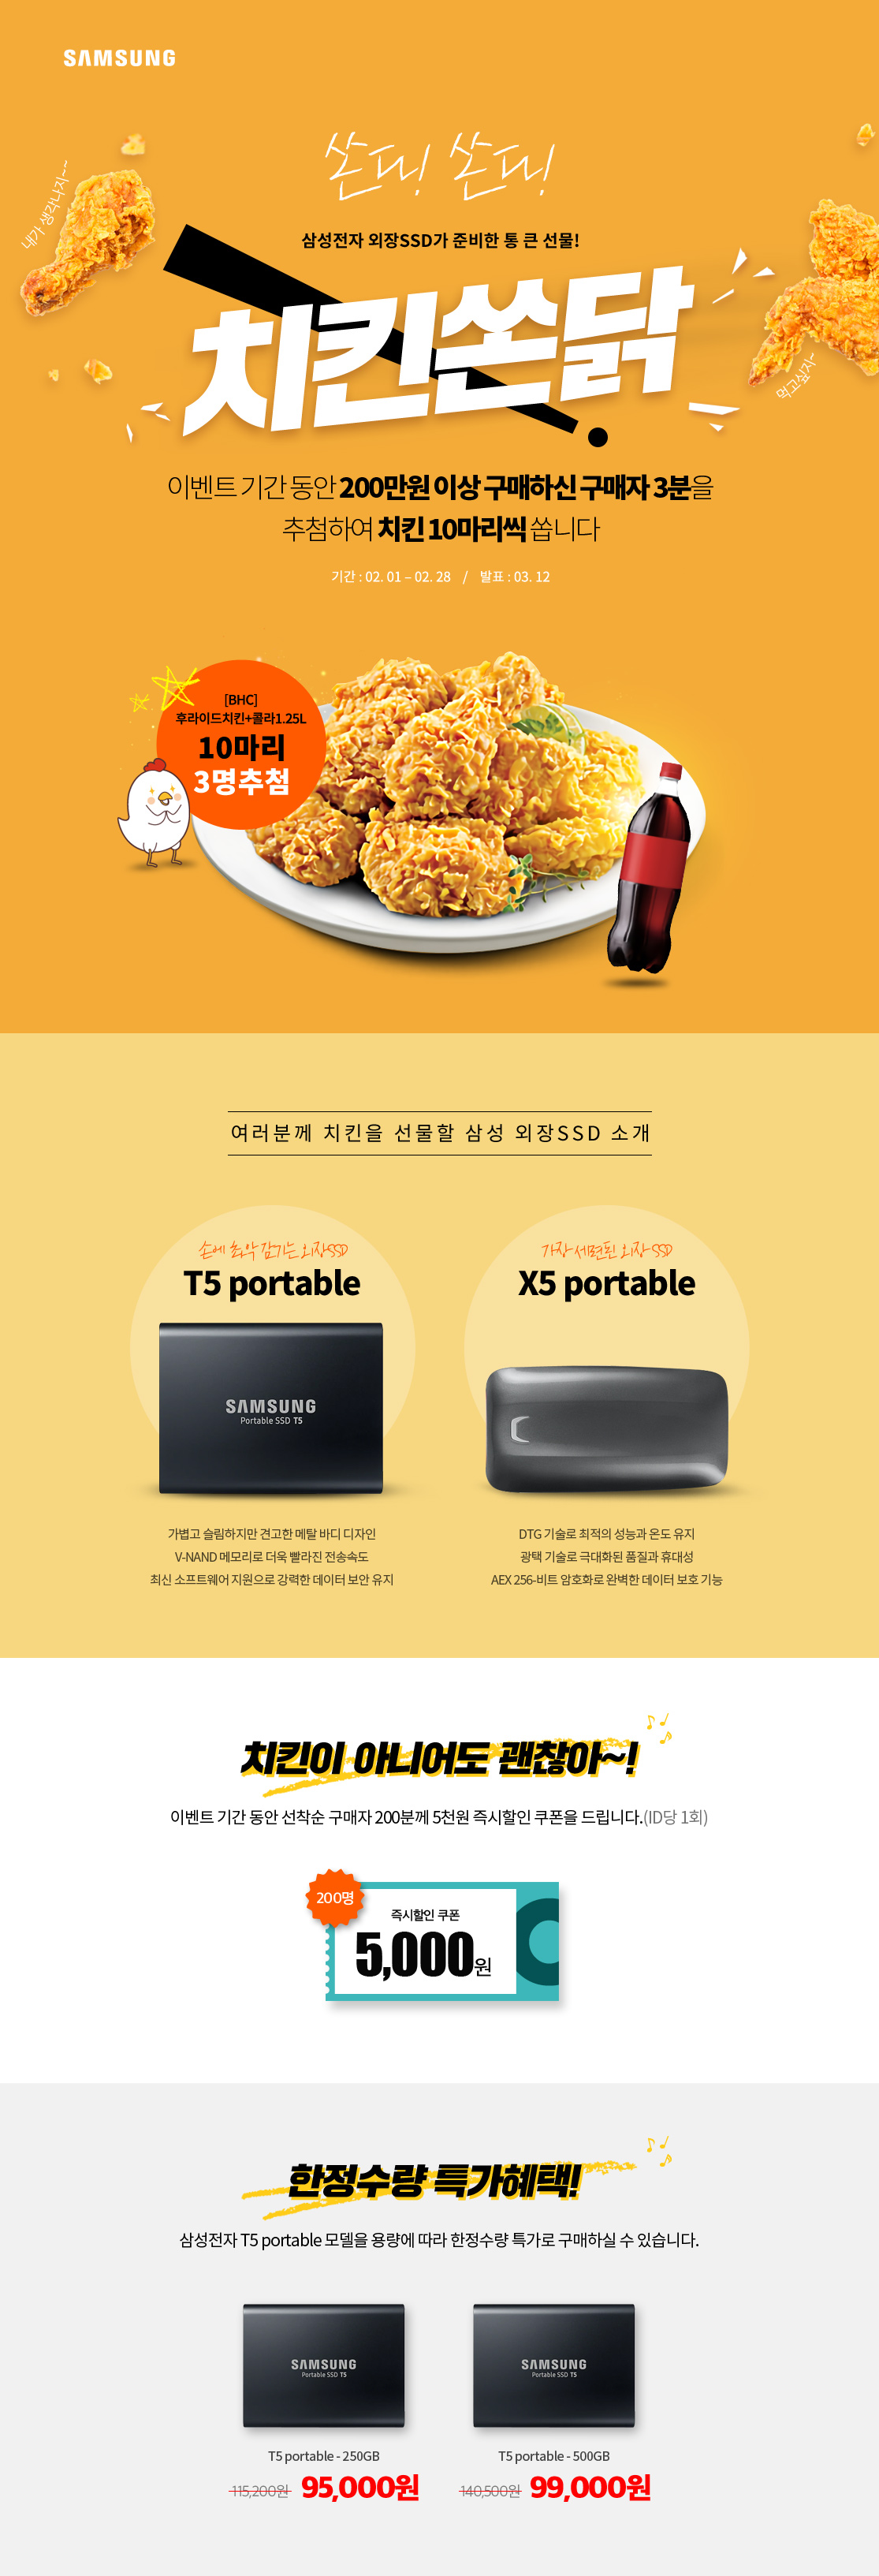 SAMSUNG
쏜다! 쏜다!
내가 생각나지~~
삼성전자 외장SSD가 준비한 통 큰 선물!
치킨쏜닭
먹고싶지~
이벤트 기간 동안 200만원 이상 구매하신 구매자 3분을
추첨하여 치킨 10마리씩 쏩니다
기간 : 02. 01 – 02. 28 / 발표 : 03. 12
[BHC]
후라이드치킨+콜라1.25L
10마리
3명추첨
여러분께 치킨을 선물할 삼성 외장SSD 소개
손에 촤악 감기는 외장SSD
T5 portable
SAMSUNG
Portable SSD T5
가볍고 슬림하지만 견고한 메탈 바디 디자인
V-NAND 메모리로 더욱 빨라진 전송속도
최신 소프트웨어 지원으로 강력한 데이터 보안 유지
가장 세련된 외장 SSD
X5 portable
DTG 기술로 최적의 성능과 온도 유지
광택 기술로 극대화된 품질과 휴대성
AEX 256-비트 암호화로 완벽한 데이터 보호 기능
치킨이 아니어도 괜찮아~!
이벤트 기간 동안 선착순 구매자 200분께 5천원 즉시할인 쿠폰을 드립니다.(ID당 1회)
200명
즉시할인 쿠폰
5,000원
한정수량 특가혜택!
삼성전자 T5 portable 모델을 용량에 따라 한정수량 특가로 구매하실 수 있습니다.
SAMSUNG
Portable SSD T5
T5 portable - 250GB
115,200원 95,000원
SAMSUNG
Portable SSD T5
T5 portable - 500GB
140,500원 99,000원